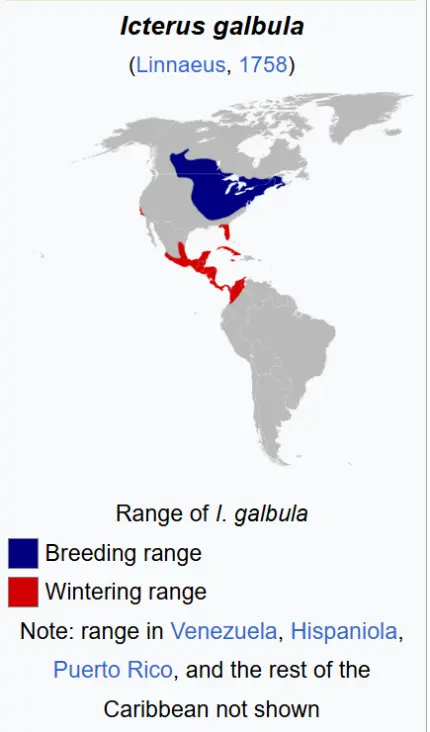 Icterus galbula
(Linnaeus, 1758)
Range of I. galbula
Breeding range
Wintering range
Note: range in Venezuela, Hispaniola,
Puerto Rico, and the rest of the
Caribbean not shown